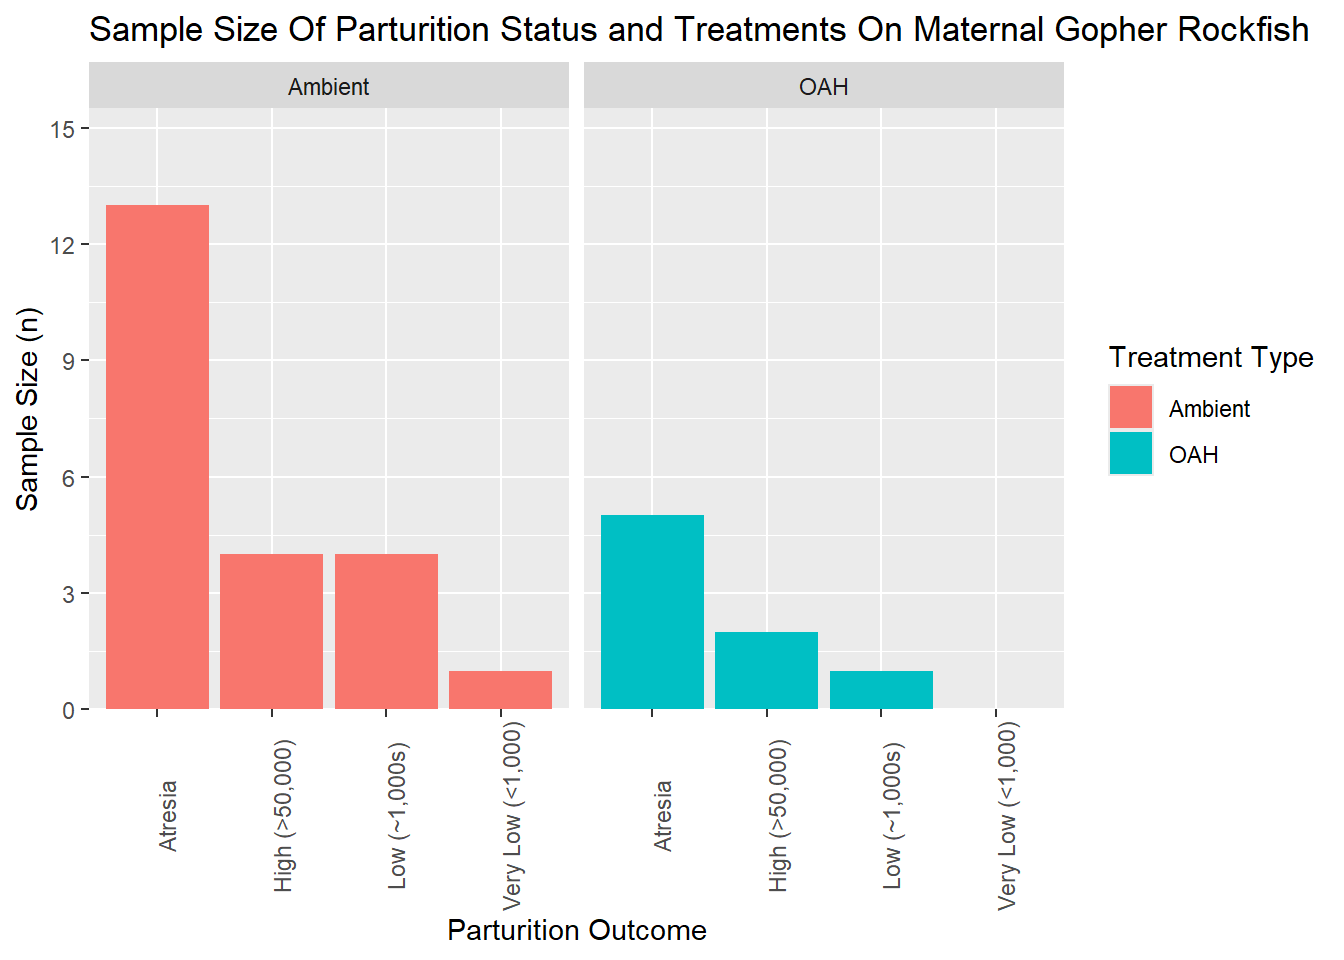 Sample Size Of Parturition Status and Treatments On Maternal Gopher Rockfish
Ambient
OAH
15
12
9
6
3
0
Sample Size (n)
Atresia
High (>50,000)
Low (~1,000s)
Very Low (<1,000)
Atresia
High (>50,000)
Low (~1,000s)
Very Low (<1,000)
Parturition Outcome
Treatment Type
Ambient
OAH